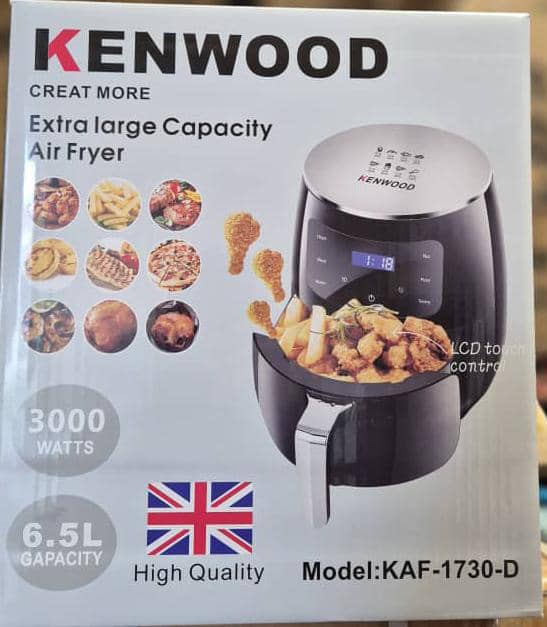 KENWOOD
CREAT MORE
Extra large Capacity
Air Fryer
KENWOOD
1:18
LCD touch
control
3000
WATTS
6.5L
GAPACITY
High Quality
Model:KAF-1730-D